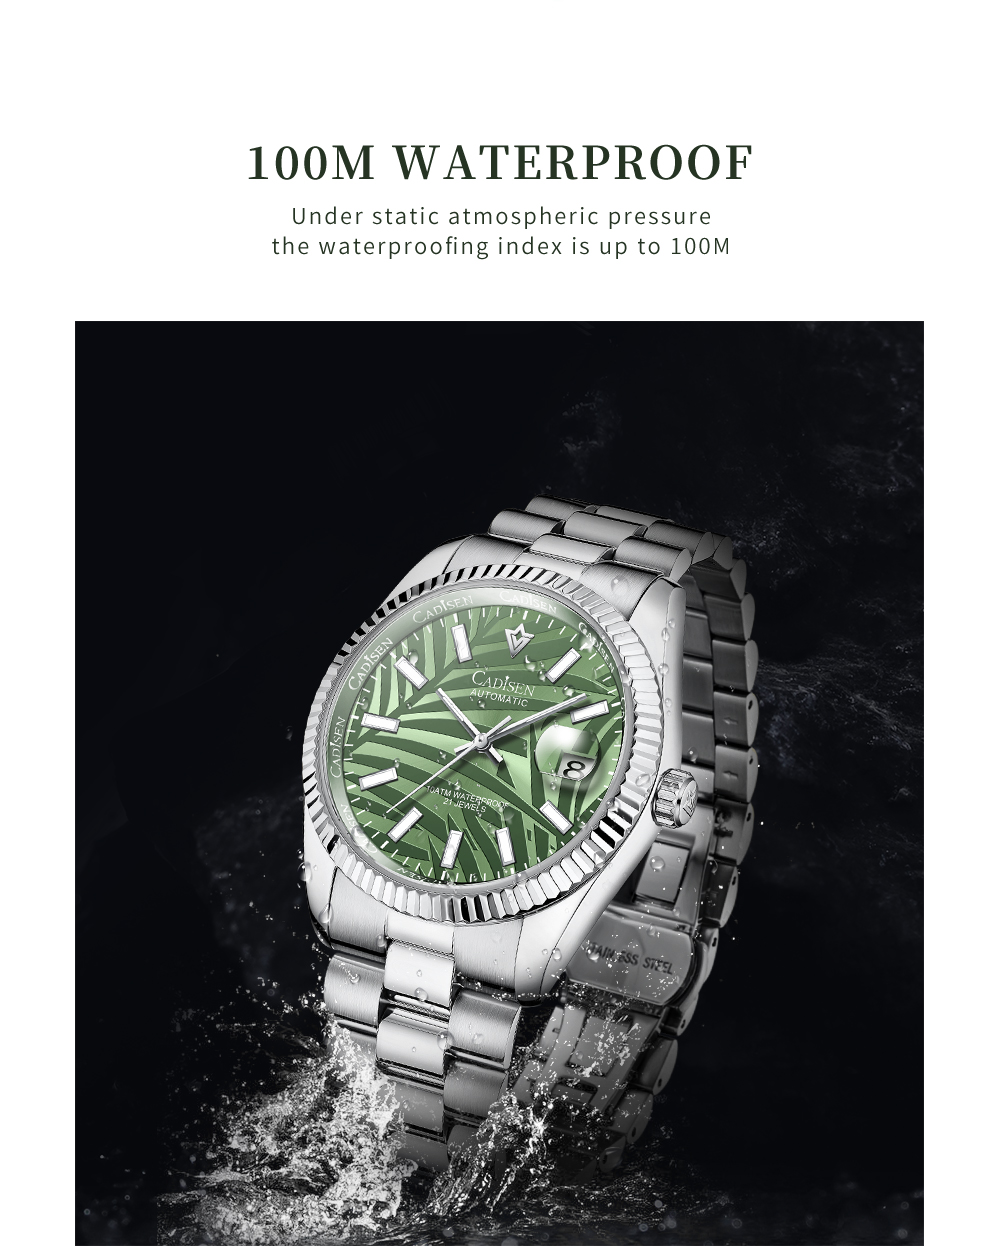 100M WATERPROOF
Under static atmospheric pressure
the waterproofing index is up to 100M
CADISEN
CADISEN
CADISEN
CADISEN
CADISEN
CADISEN
AUTOMATIC
8
10ATM WATERPROOF
21 JEWELS
STAINLESS STEEL